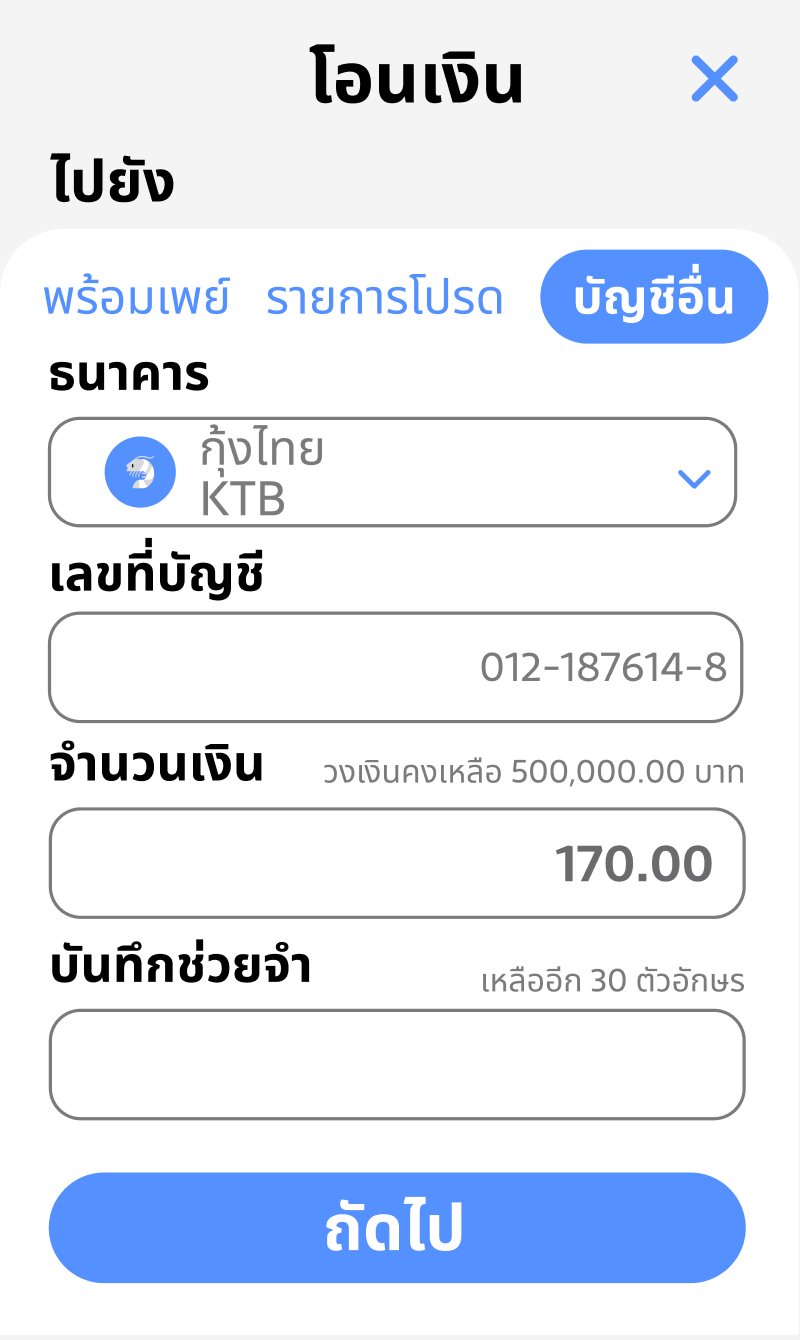 โอนเงิน
ไปยัง
พร้อมเพย์ รายการโปรด บัญชีอื่น
ธนาคาร
กุ้งไทย
KTB
เลขที่บัญชี
012-187614-8
จำนวนเงิน วงเงินคงเหลือ 500,000.00 บาท
170.00
บันทึกช่วยจำ เหลืออีก 30 ตัวอักษร
ถัดไป